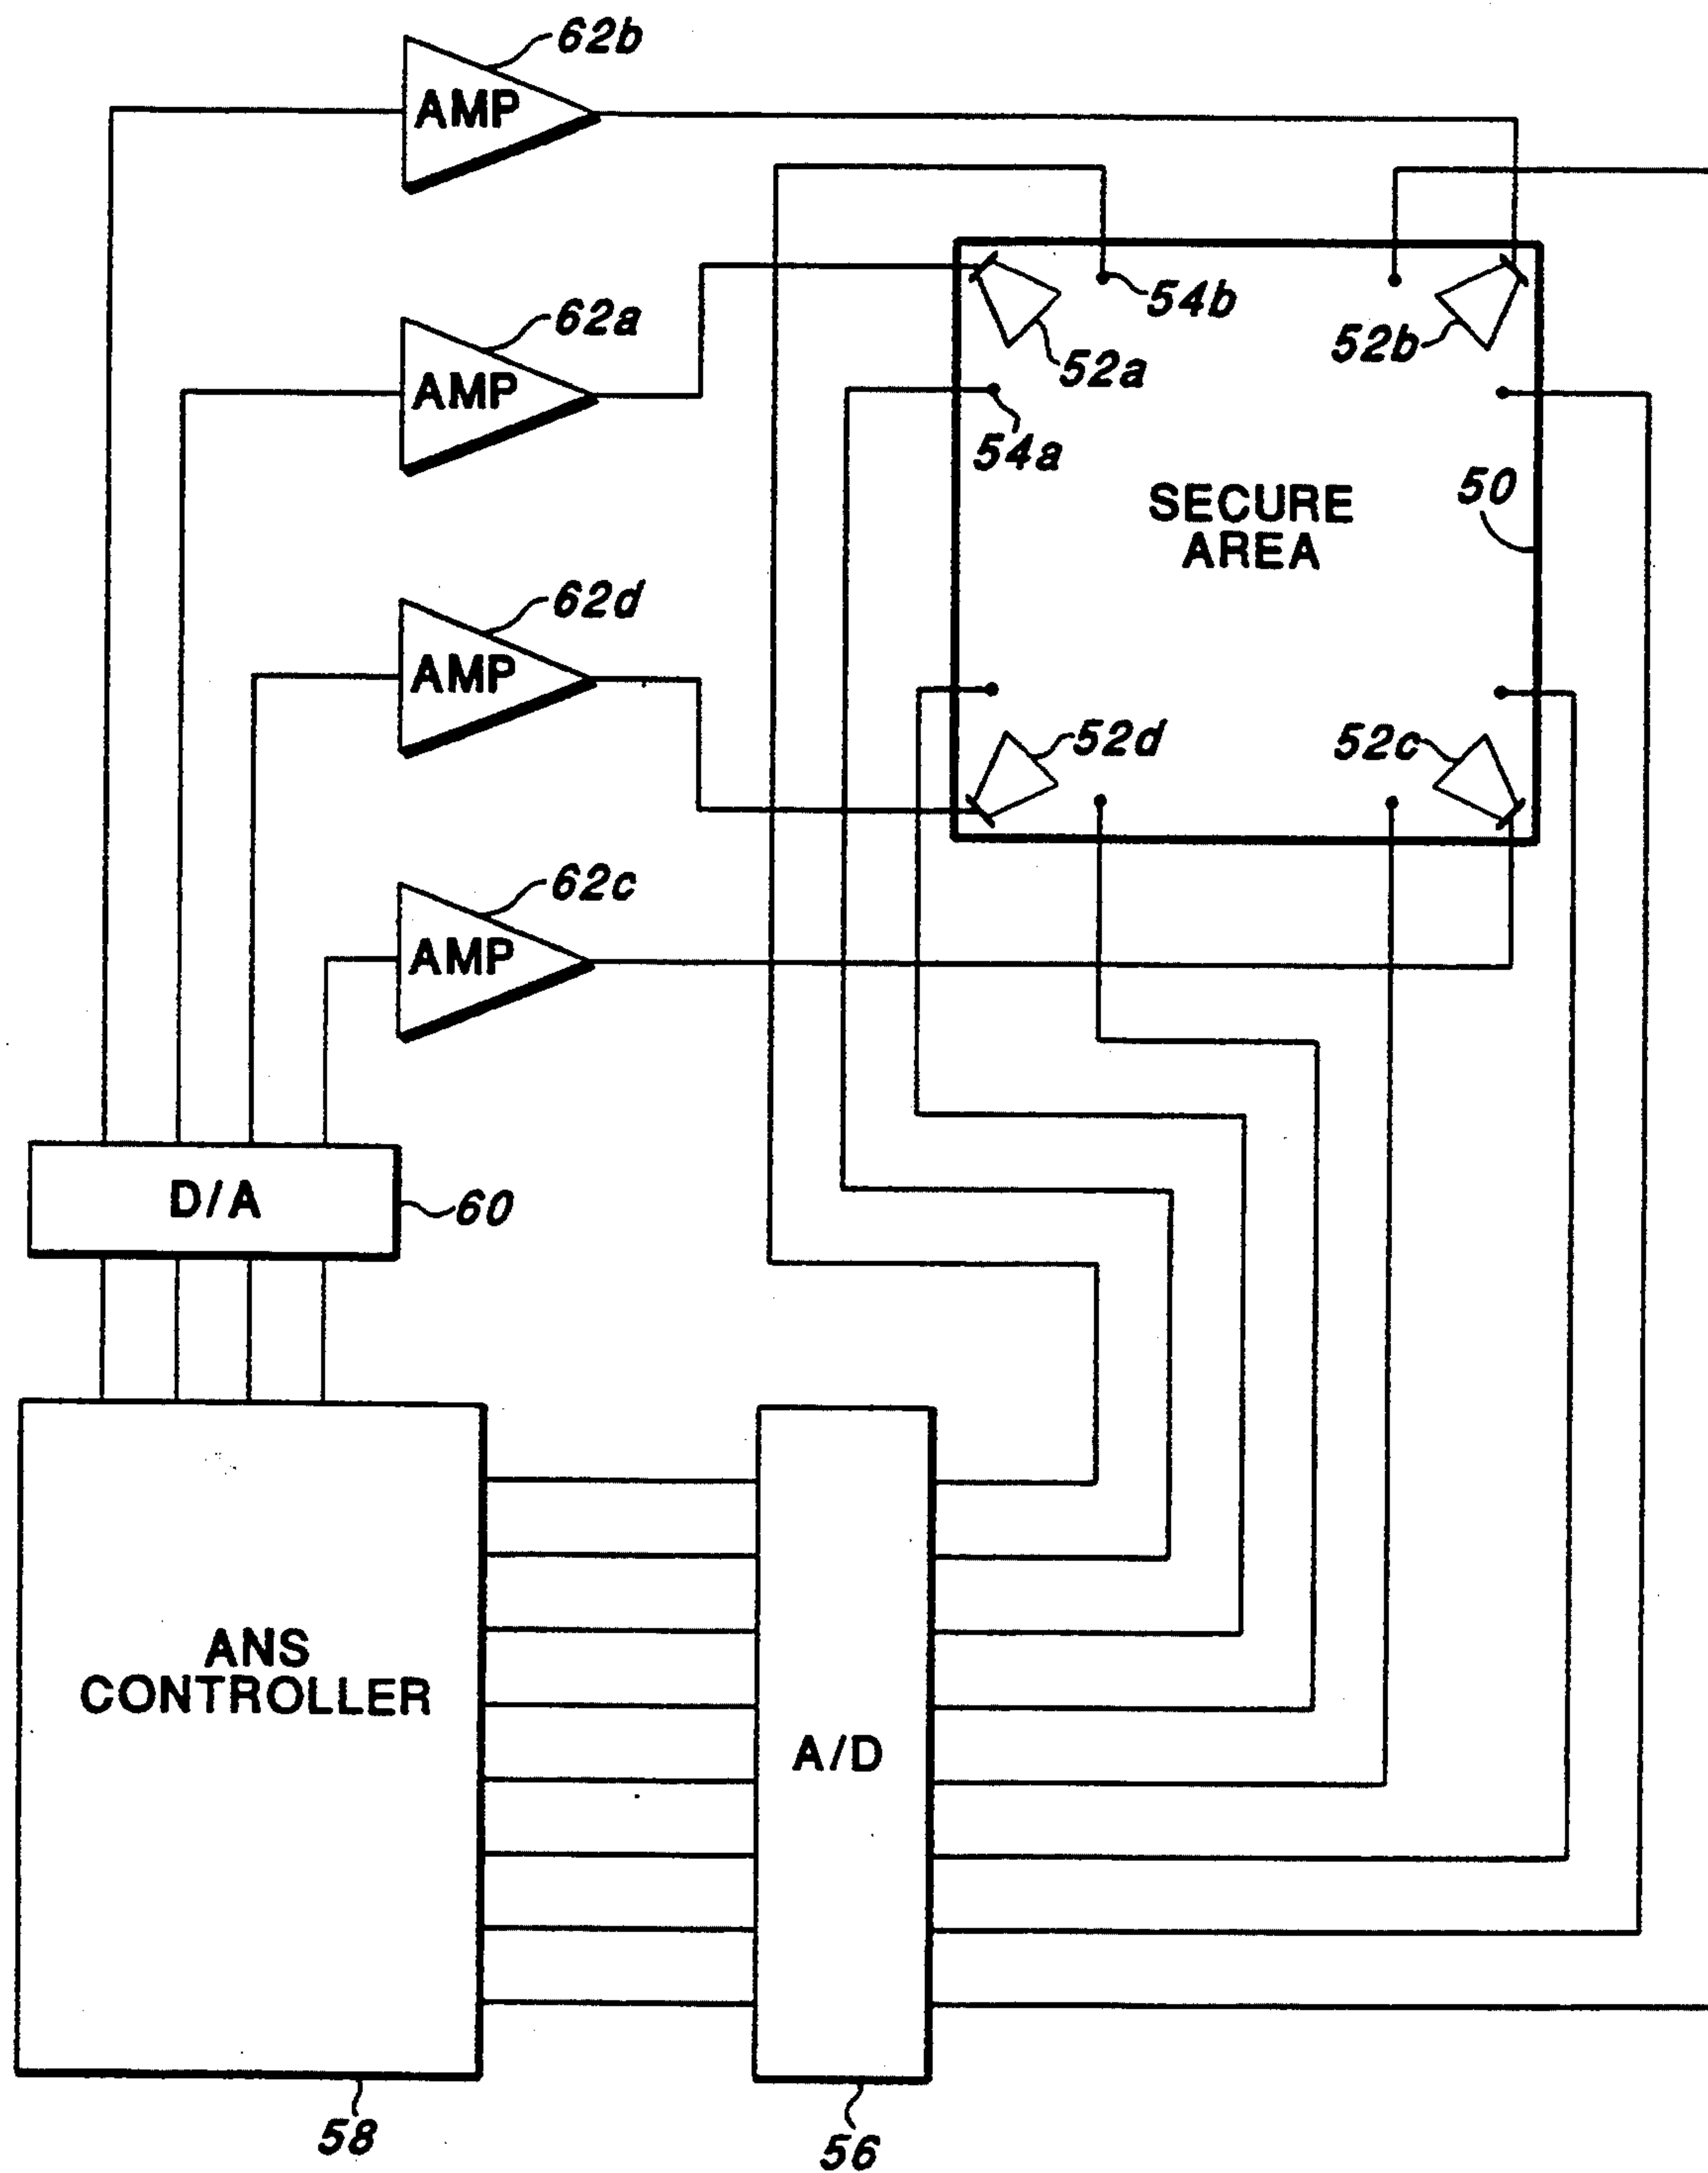 62b
AMP
62a
AMP
54b
52a
52b
54a
50
SECURE
AREA
62d
AMP
52d
52c
62c
AMP
D/A
60
ANS
CONTROLLER
A/D
58
56